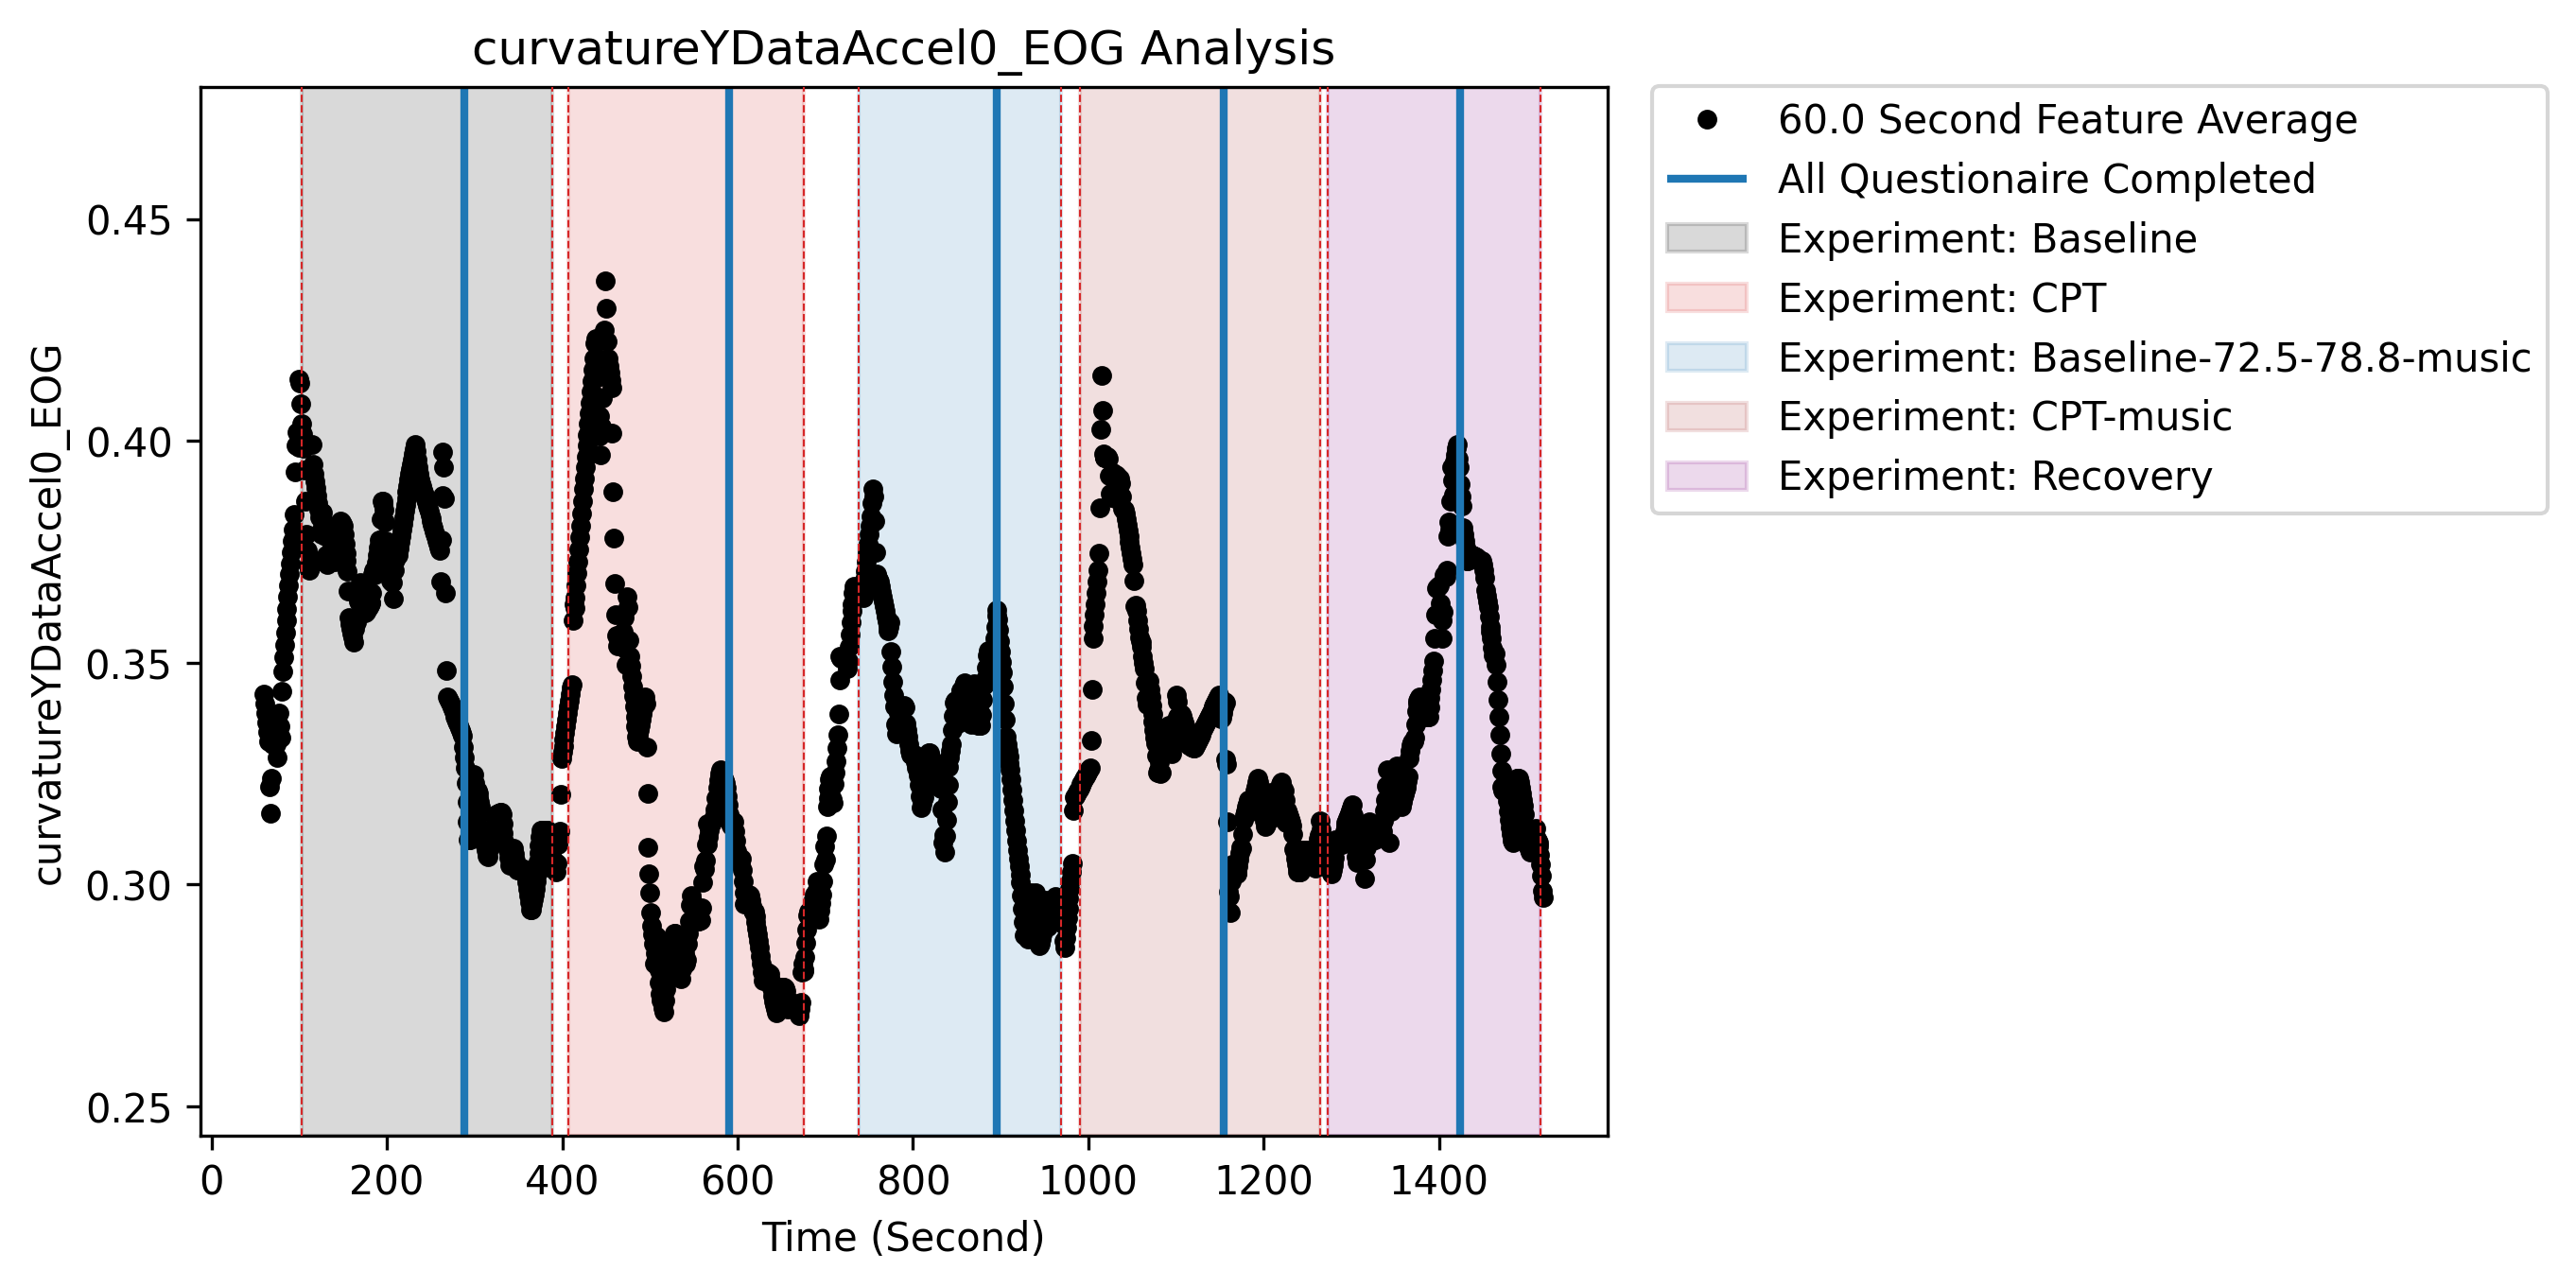 curvatureYDataAccel0_EOG Analysis
60.0 Second Feature Average
All Questionaire Completed
Experiment: Baseline
Experiment: CPT
Experiment: Baseline-72.5-78.8-music
Experiment: CPT-music
Experiment: Recovery
curvatureYDataAccel0_EOG
0.45
0.40
0.35
0.30
0.25
0 200 400 600 800 1000 1200 1400
Time (Second)